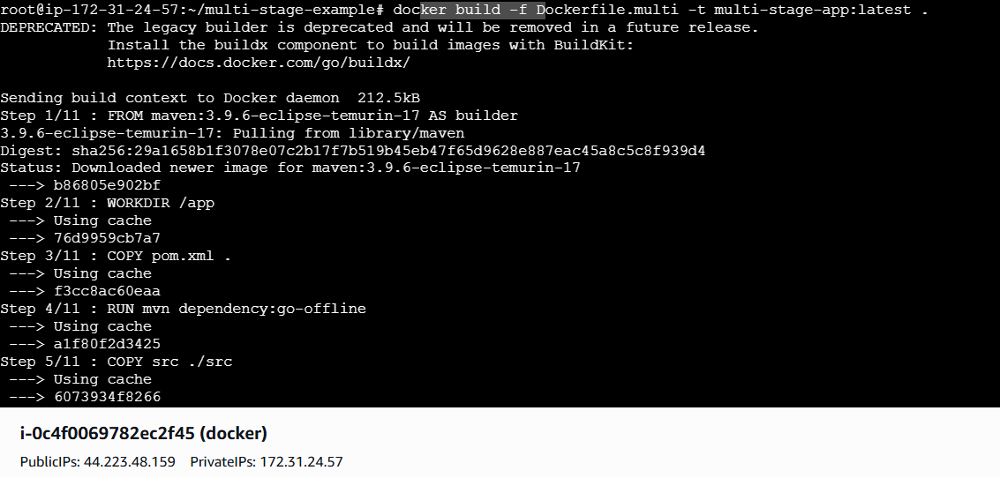 root@ip-172-31-24-57:~/multi-stage-example# docker build -f Dockerfile.multi -t multi-stage-app:latest .
DEPRECATED: The legacy builder is deprecated and will be removed in a future release.
            Install the buildx component to build images with BuildKit:
            https://docs.docker.com/go/buildx/
Sending build context to Docker daemon  212.5kB
Step 1/11 : FROM maven:3.9.6-eclipse-temurin-17 AS builder
3.9.6-eclipse-temurin-17: Pulling from library/maven
Digest: sha256:29a1658b1f3078e07c2b17f7b519b45eb47f65d9628e887eac45a8c5c8f939d4
Status: Downloaded newer image for maven:3.9.6-eclipse-temurin-17
 ---> b86805e902bf
Step 2/11 : WORKDIR /app
 ---> Using cache
 ---> 76d9959cb7a7
Step 3/11 : COPY pom.xml .
 ---> Using cache
 ---> f3cc8ac60eaa
Step 4/11 : RUN mvn dependency:go-offline
 ---> Using cache
 ---> a1f80f2d3425
Step 5/11 : COPY src ./src
 ---> Using cache
 ---> 6073934f8266
i-0c4f0069782ec2f45 (docker)
PublicIPs: 44.223.48.159    PrivateIPs: 172.31.24.57